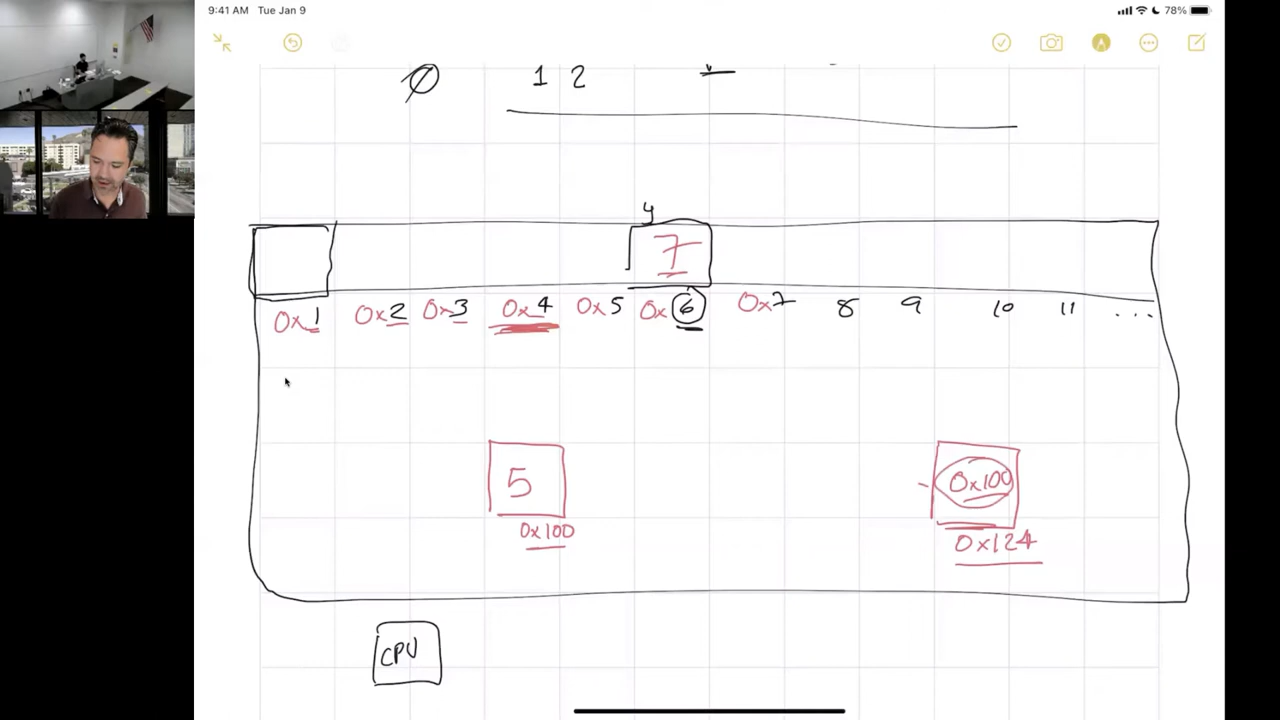 9:41 AM Tue Jan 9
78%
0 1 2
y
7
0x1 0x2 0x3 0x4 0x5 0x6 0x7 8 9 10 11 ...
5
0x100
0x100
0x124
CPU